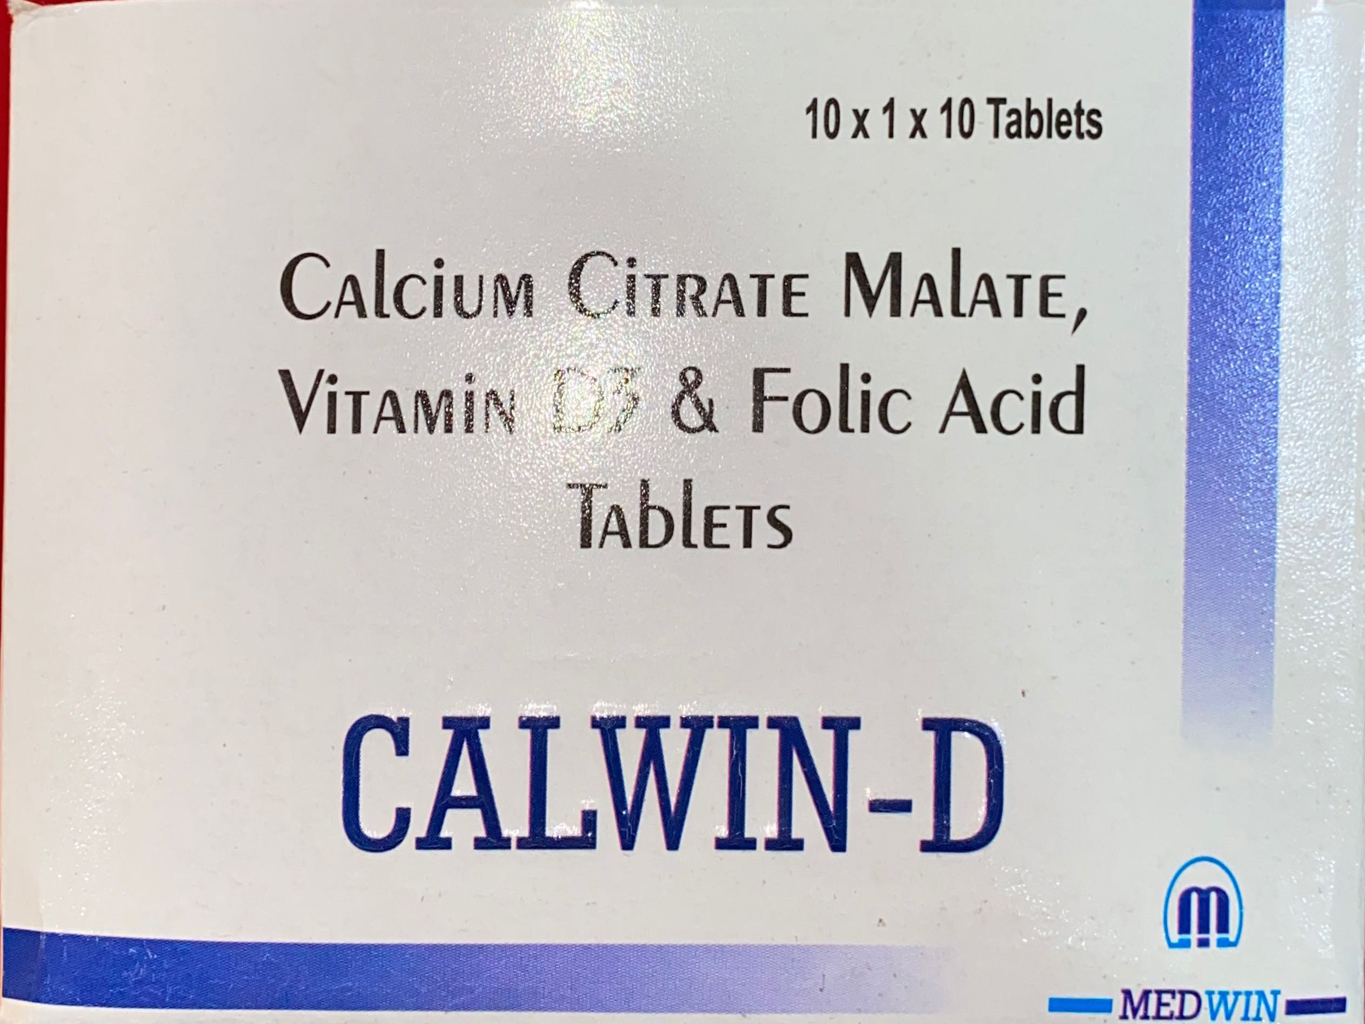 10 x 1 x 10 Tablets
Calcium Citrate Malate,
Vitamin D3 & Folic Acid
Tablets
CALWIN-D
m
MEDWIN